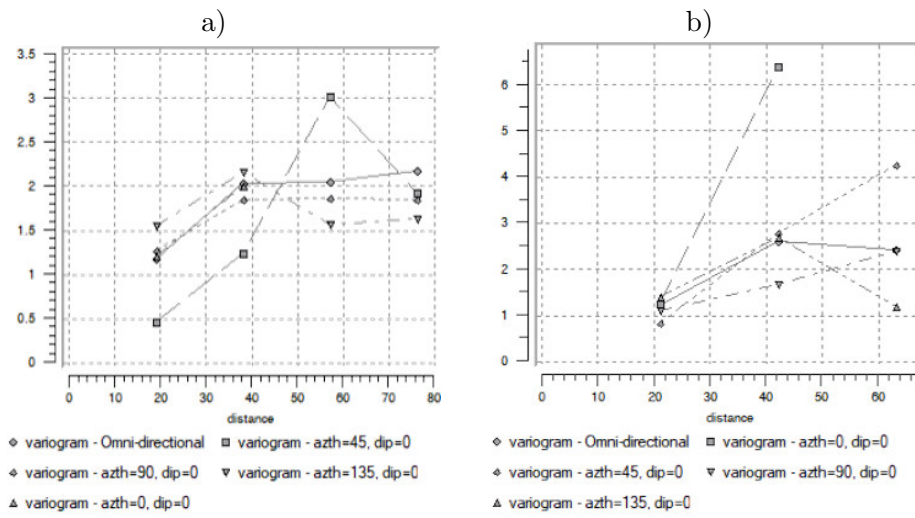 a)
b)
3.5
3
2.5
2
1.5
1
0.5
0
0 10 20 30 40 50 60 70 80
distance
variogram - Omni-directional
variogram - azth=45, dip=0
variogram - azth=90, dip=0
variogram - azth=135, dip=0
variogram - azth=0, dip=0
6
5
4
3
2
1
0
0 10 20 30 40 50 60
distance
variogram - Omni-directional
variogram - azth=0, dip=0
variogram - azth=45, dip=0
variogram - azth=90, dip=0
variogram - azth=135, dip=0